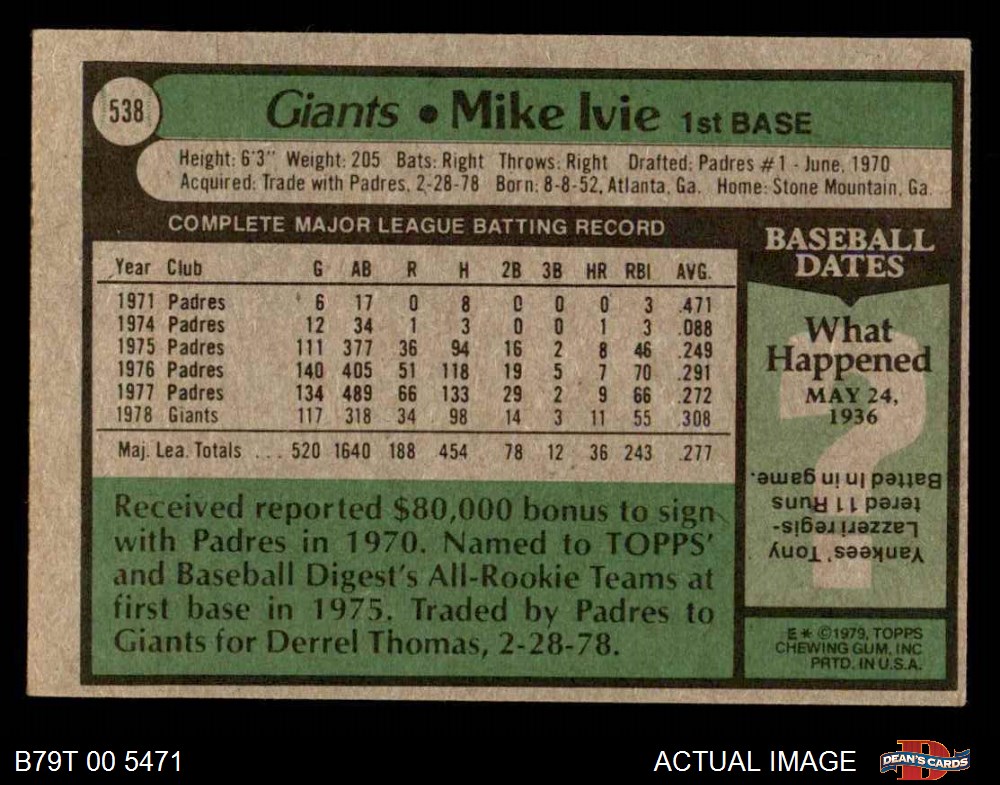 538
Giants • Mike Ivie 1st BASE
Height: 6'3" Weight: 205 Bats: Right Throws: Right Drafted: Padres #1 - June, 1970
Acquired: Trade with Padres, 2-28-78 Born: 8-8-52, Atlanta, Ga. Home: Stone Mountain, Ga.
COMPLETE MAJOR LEAGUE BATTING RECORD
Year Club G AB R H 2B 3B HR RBI AVG.
1971 Padres 6 17 0 8 0 0 0 3 .471
1974 Padres 12 34 1 3 0 0 1 3 .088
1975 Padres 111 377 36 94 16 2 8 46 .249
1976 Padres 140 405 51 118 19 5 7 70 .291
1977 Padres 134 489 66 133 29 2 9 66 .272
1978 Giants 117 318 34 98 14 3 11 55 .308
Maj. Lea. Totals ... 520 1640 188 454 78 12 36 243 .277
Received reported $80,000 bonus to sign
with Padres in 1970. Named to TOPPS'
and Baseball Digest's All-Rookie Teams at
first base in 1975. Traded by Padres to
Giants for Derrel Thomas, 2-28-78.
BASEBALL
DATES
What
Happened
MAY 24,
1936
?
Yankees' Tony
Lazzeri regis-
tered 11 Runs
Batted In in game.
E * ©1979, TOPPS
CHEWING GUM, INC
PRTD. IN U.S.A.
B79T 00 5471
ACTUAL IMAGE
D
DEAN'S CARDS